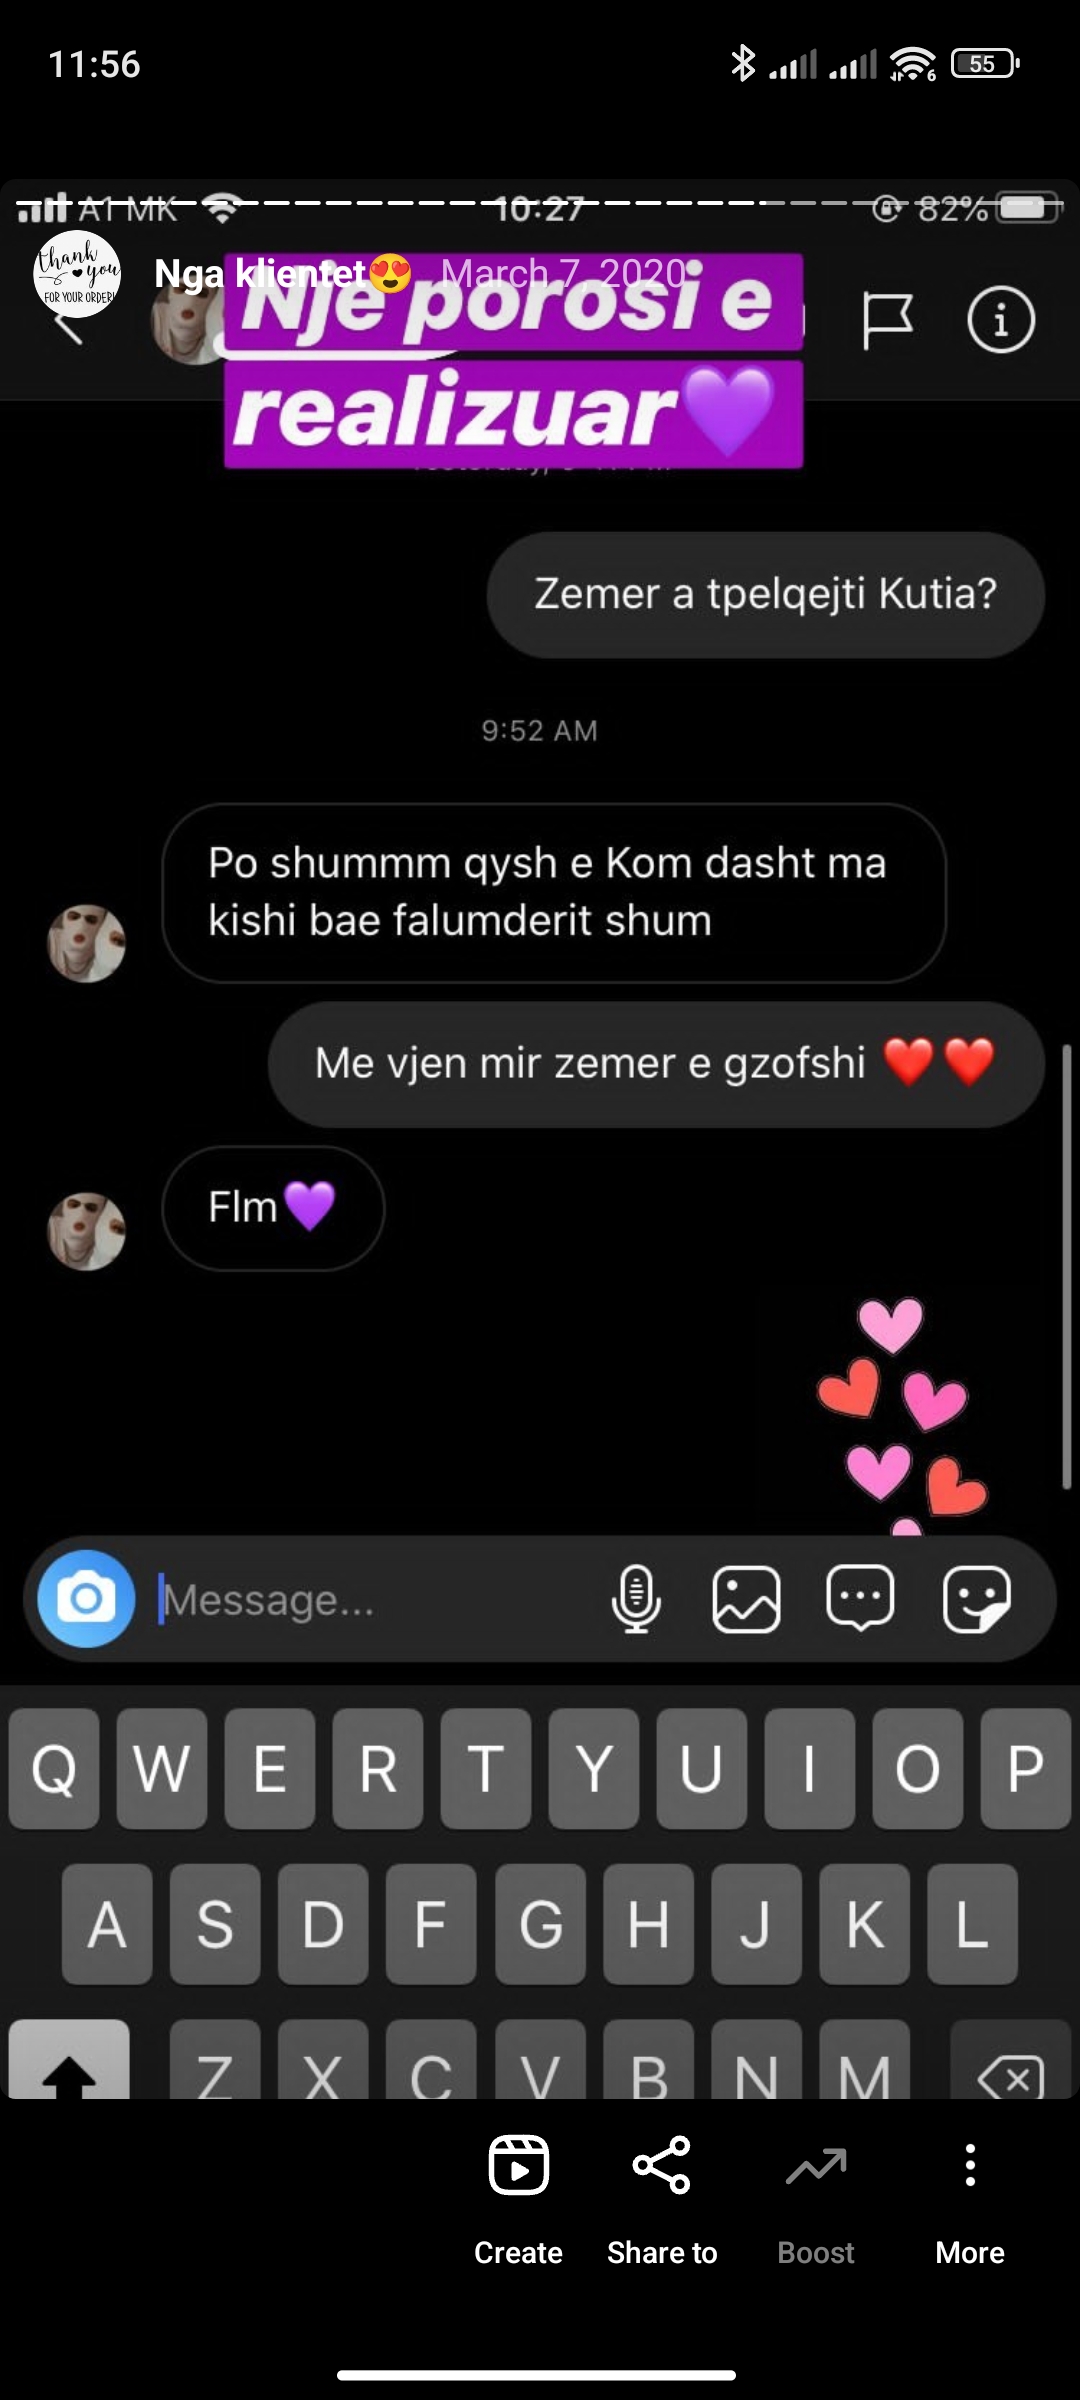 11:56
55
A1 MK
10:27
82%
thank
you
FOR YOUR ORDER!
Nga klientet😍 March 7, 2020
Nje porosi e
realizuar💜
Zemer a tpelqejti Kutia?
9:52 AM
Po shummm qysh e Kom dasht ma
kishi bae falumderit shum
Me vjen mir zemer e gzofshi ❤️❤️
Flm💜
Message...
Q W E R T Y U I O P
A S D F G H J K L
Z X C V B N M
Create
Share to
Boost
More